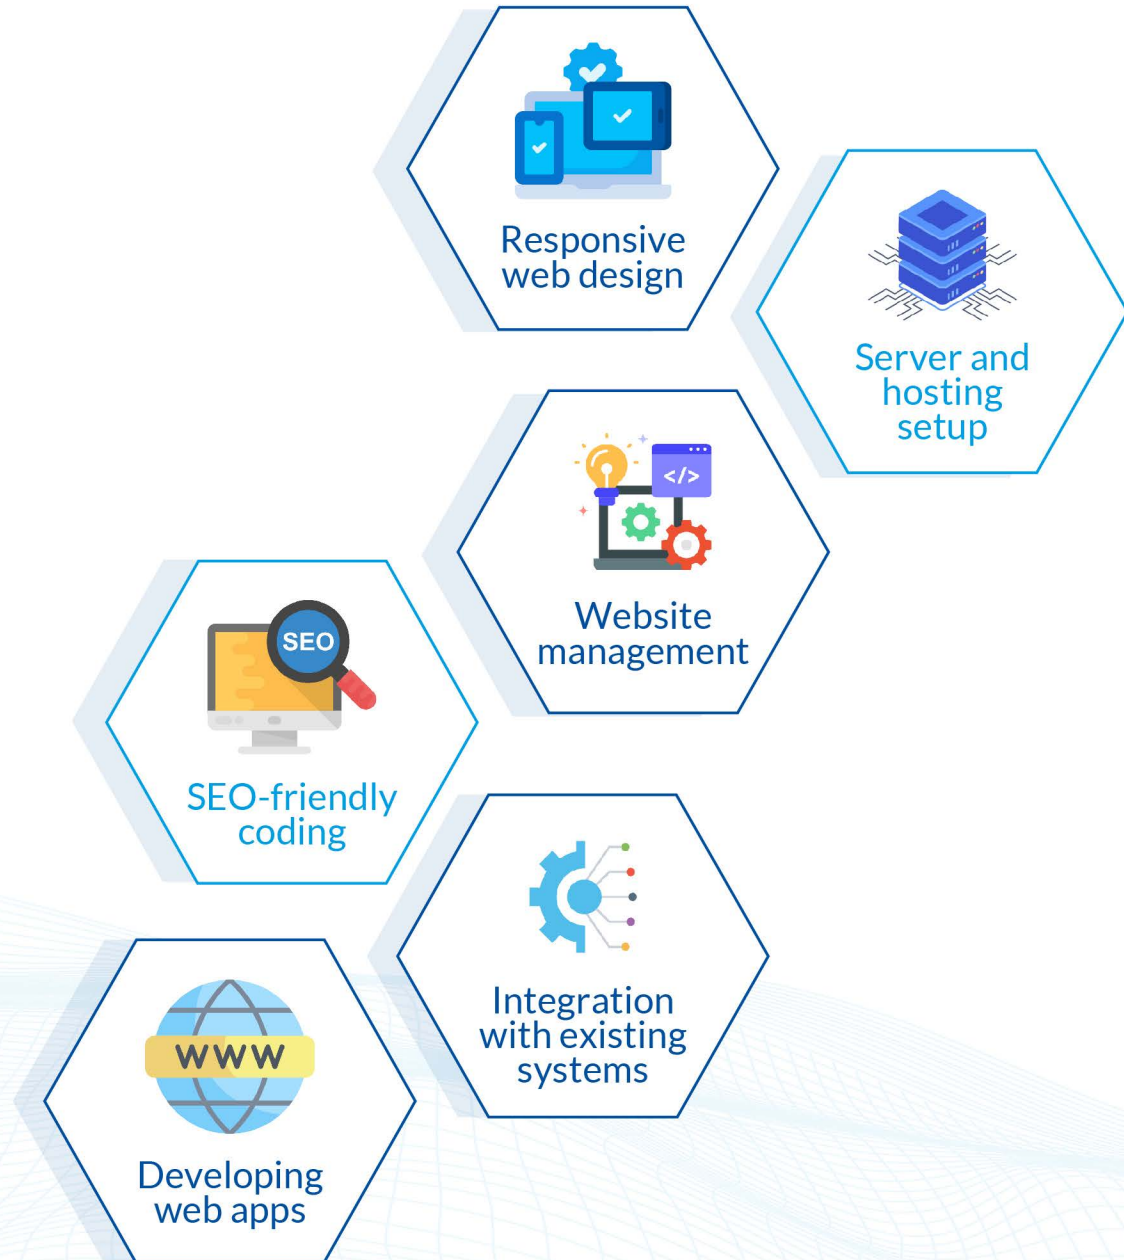 Responsive
web design
Server and
hosting
setup
</>
Website
management
SEO
SEO-friendly
coding
Integration
with existing
systems
WWW
Developing
web apps